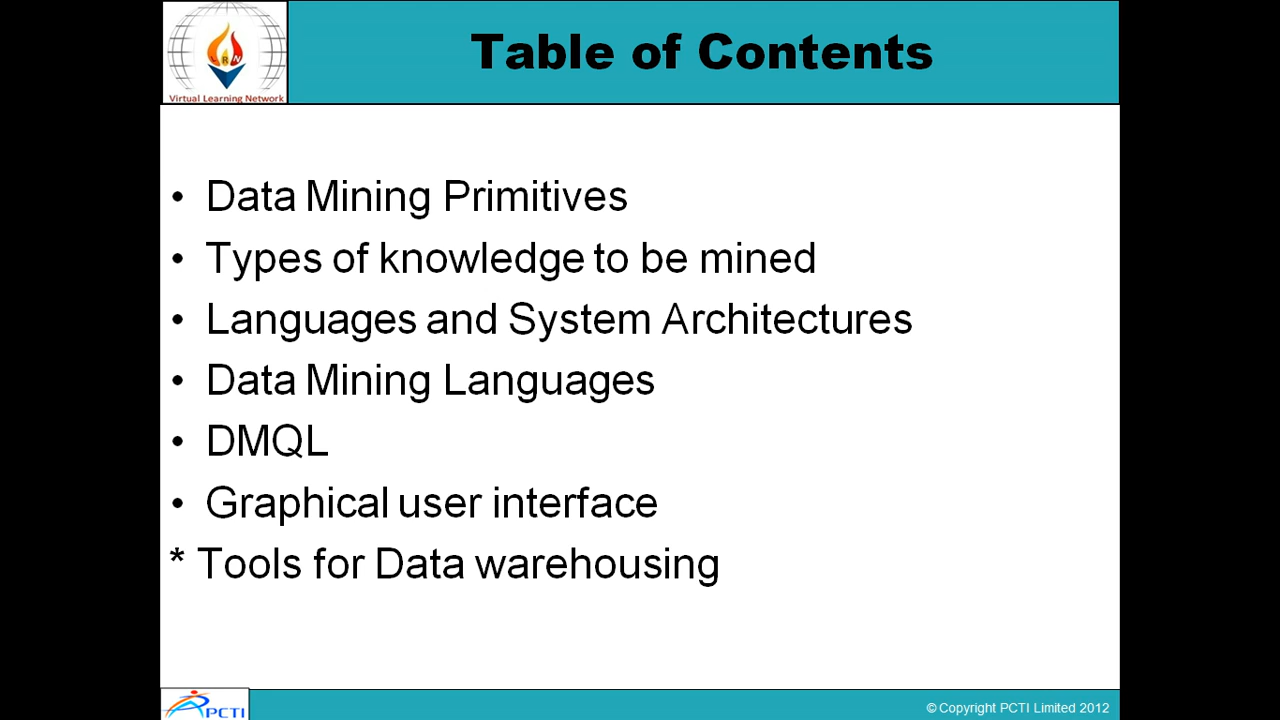 Table of Contents
Virtual Learning Network
• Data Mining Primitives
• Types of knowledge to be mined
• Languages and System Architectures
• Data Mining Languages
• DMQL
• Graphical user interface
* Tools for Data warehousing
PCTI
© Copyright PCTI Limited 2012